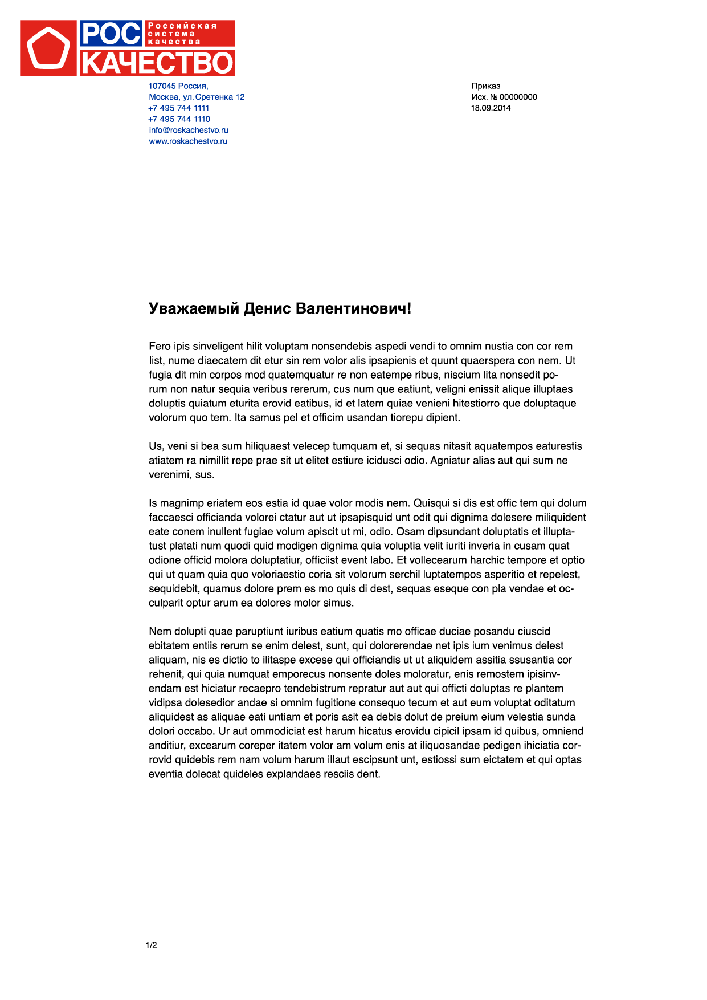 РОС
Российская
система
качества
КАЧЕСТВО
107045 Россия,
Москва, ул. Сретенка 12
+7 495 744 1111
+7 495 744 1110
info@roskachestvo.ru
www.roskachestvo.ru
Приказ
Исх. № 00000000
18.09.2014
Уважаемый Денис Валентинович!
Fero ipis sinveligent hilit voluptam nonsendebis aspedi vendi to omnim nustia con cor rem
list, nume diaecatem dit etur sin rem volor alis ipsapienis et quunt quaerspera con nem. Ut
fugia dit min corpos mod quatemquatur re non eatempe ribus, niscium lita nonsedit po-
rum non natur sequia veribus rererum, cus num que eatiunt, veligni enissit alique illuptaes
doluptis quiatum eturita erovid eatibus, id et latem quiae venieni hitestiorro que doluptaque
volorum quo tem. Ita samus pel et officim usandan tiorepu dipient.
Us, veni si bea sum hiliquaest velecep tumquam et, si sequas nitasit aquatempos eaturestis
atiatem ra nimillit repe prae sit ut elitet estiure icidusci odio. Agniatur alias aut qui sum ne
verenimi, sus.
Is magnimp eriatem eos estia id quae volor modis nem. Quisqui si dis est offic tem qui dolum
faccaesci officianda volorei ctatur aut ut ipsapisquid unt odit qui dignima dolesere miliquident
eate conem inullent fugiae volum apiscit ut mi, odio. Osam dipsundant doluptatis et illupta-
tust platati num quodi quid modigen dignima quia voluptia velit iuriti inveria in cusam quat
odione officid molora doluptatiur, officiist event labo. Et vollecearum harchic tempore et optio
qui ut quam quia quo voloriaestio coria sit volorum serchil luptatempos asperitio et repelest,
sequidebit, quamus dolore prem es mo quis di dest, sequas eseque con pla vendae et oc-
culparit optur arum ea dolores molor simus.
Nem dolupti quae paruptiunt iuribus eatium quatis mo officae duciae posandu ciuscid
ebitatem entiis rerum se enim delest, sunt, qui dolorerendae net ipis ium venimus delest
aliquam, nis es dictio to ilitaspe excese qui officiandis ut ut aliquidem assitia ssusantia cor
rehenit, qui quia numquat emporecus nonsente doles moloratur, enis remostem ipisinv-
endam est hiciatur recaepro tendebistrum repratur aut aut qui officti doluptas re plantem
vidipsa dolesedior andae si omnim fugitione consequo tecum et aut eum voluptat oditatum
aliquidest as aliquae eati untiam et poris asit ea debis dolut de preium eium velestia sunda
dolori occabo. Ur aut ommodiciat est harum hicatus erovidu cipicil ipsam id quibus, omniend
anditiur, excearum coreper itatem volor am volum enis at iliquosandae pedigen ihiciatia cor-
rovid quidebis rem nam volum harum illaut escipsunt unt, estiossi sum eictatem et qui optas
eventia dolecat quideles explandaes resciis dent.
1/2